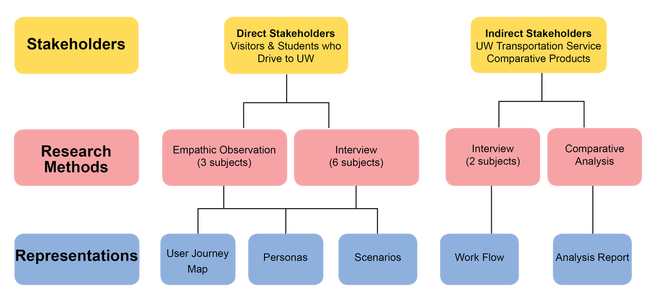 Stakeholders
Direct Stakeholders
Visitors & Students who
Drive to UW
Indirect Stakeholders
UW Transportation Service
Comparative Products
Research
Methods
Empathic Observation
(3 subjects)
Interview
(6 subjects)
Interview
(2 subjects)
Comparative
Analysis
Representations
User Journey
Map
Personas
Scenarios
Work Flow
Analysis Report